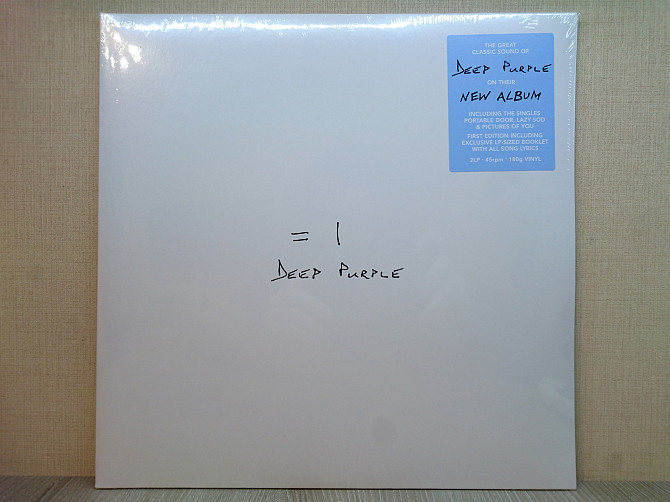 THE GREAT
CLASSIC SOUND OF
DEEP PURPLE
ON THEIR
NEW ALBUM
INCLUDING THE SINGLES
PORTABLE DOOR, LAZY SOD
& PICTURES OF YOU
FIRST EDITION INCLUDING
EXCLUSIVE LP-SIZED BOOKLET
WITH ALL SONG LYRICS
2LP · 45rpm · 180g VINYL
= 1
DEEP PURPLE